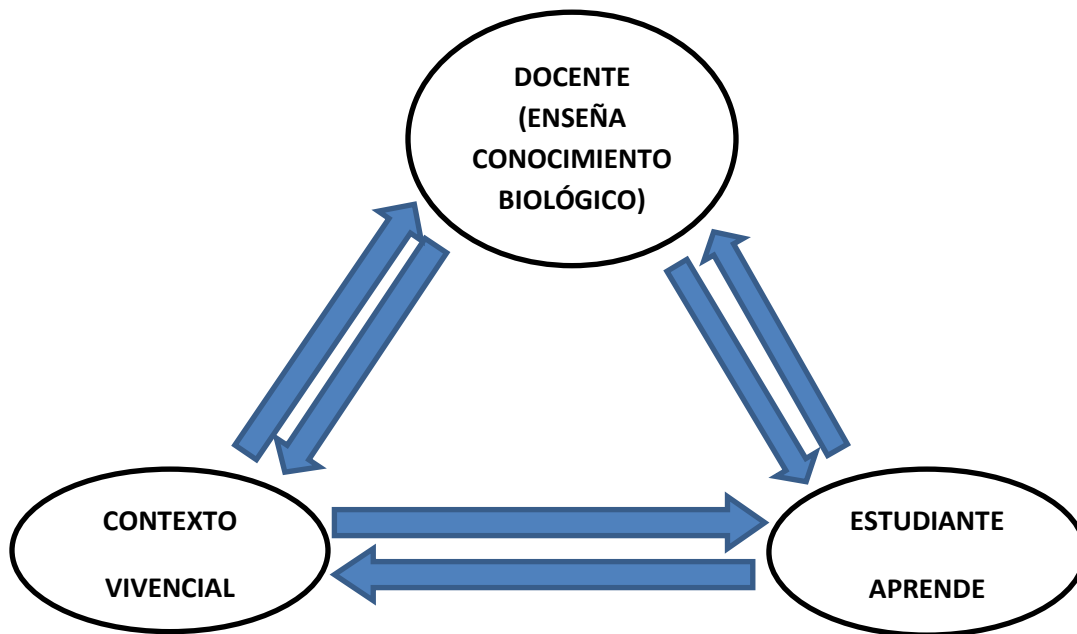 DOCENTE
(ENSEÑA
CONOCIMIENTO
BIOLÓGICO)
CONTEXTO
VIVENCIAL
ESTUDIANTE
APRENDE